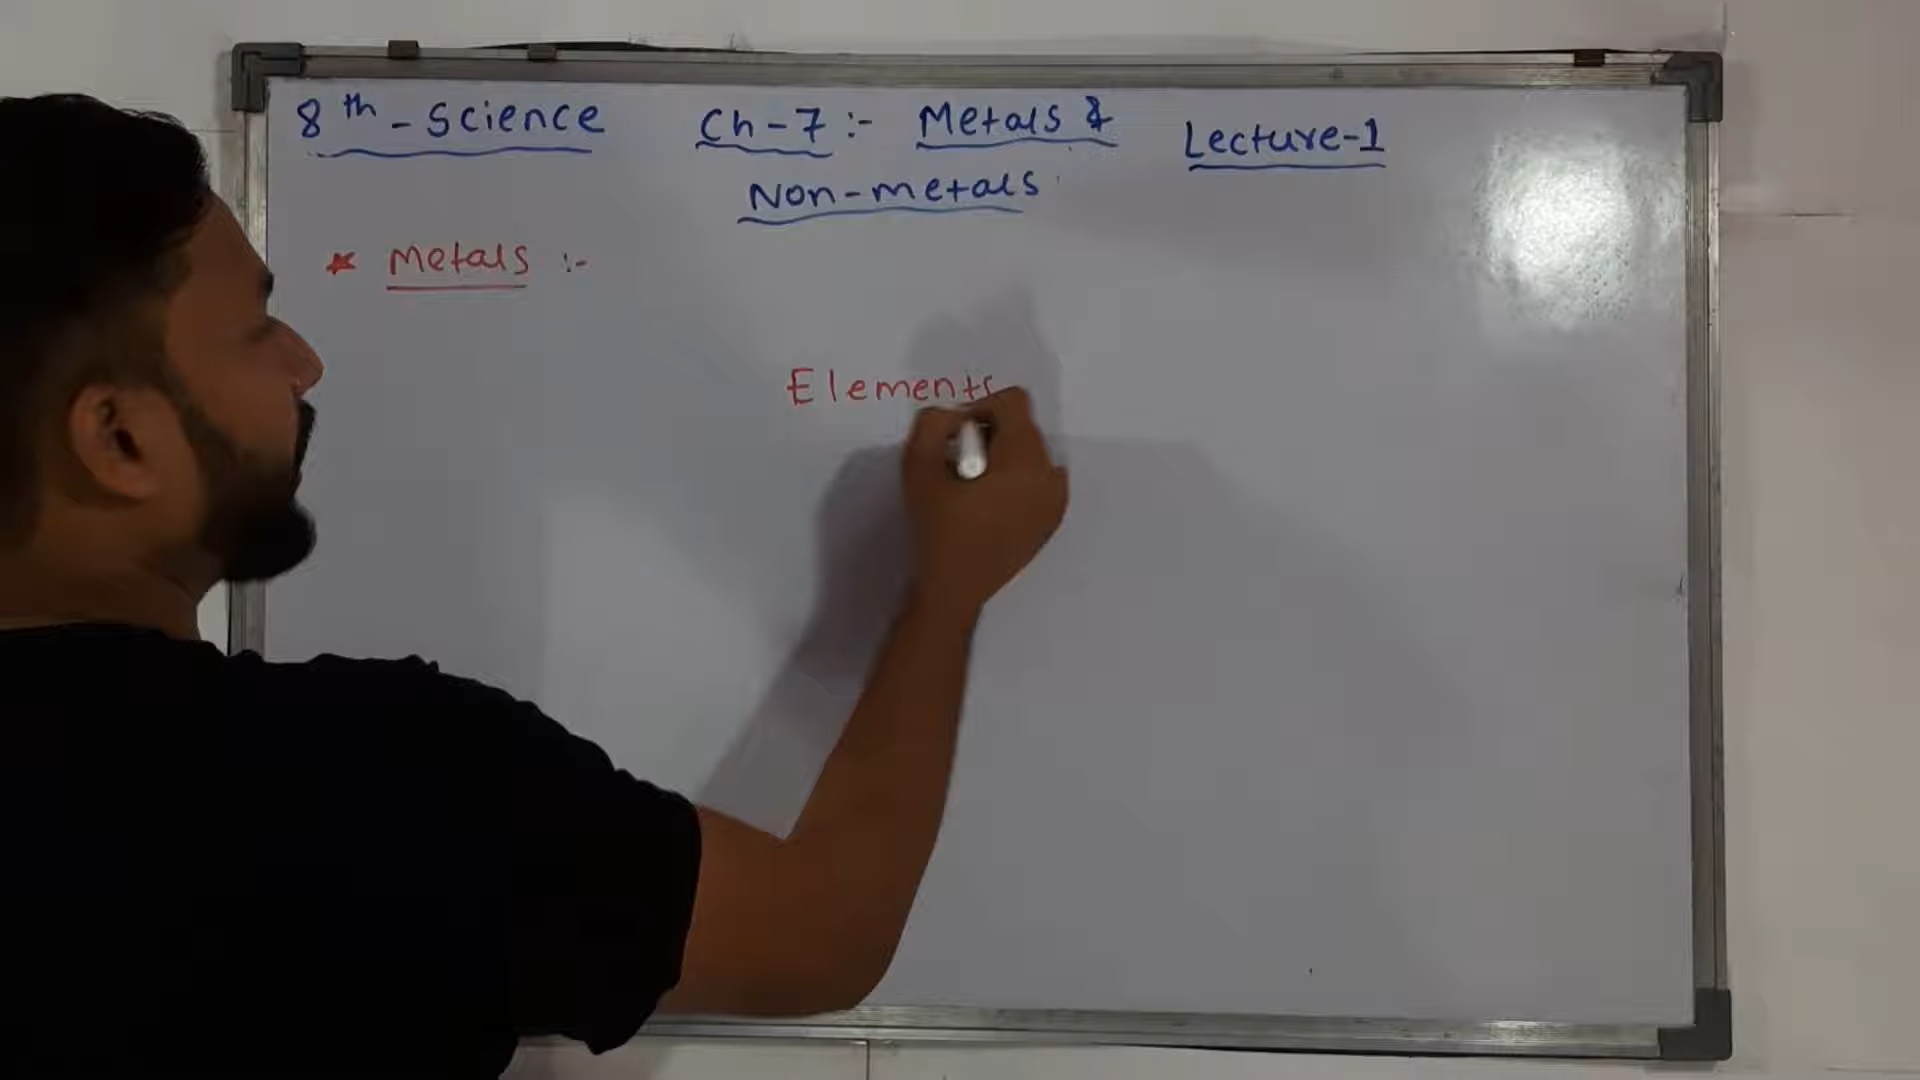 8th - Science Ch-7 :- Metals & Lecture-1
Non-metals
* Metals :-
Elements